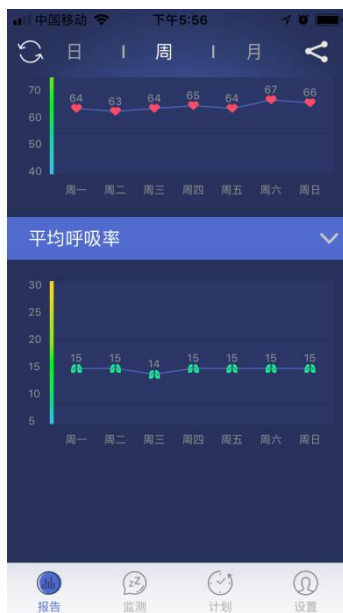 中国移动 下午5:56
日 周 月
70
64 63 64 65 64 67 66
60
50
40
周一 周二 周三 周四 周五 周六 周日
平均呼吸率
30
25
20
15 15 15 14 15 15 15 15
10
5
周一 周二 周三 周四 周五 周六 周日
zZ
报告 监测 计划 设置